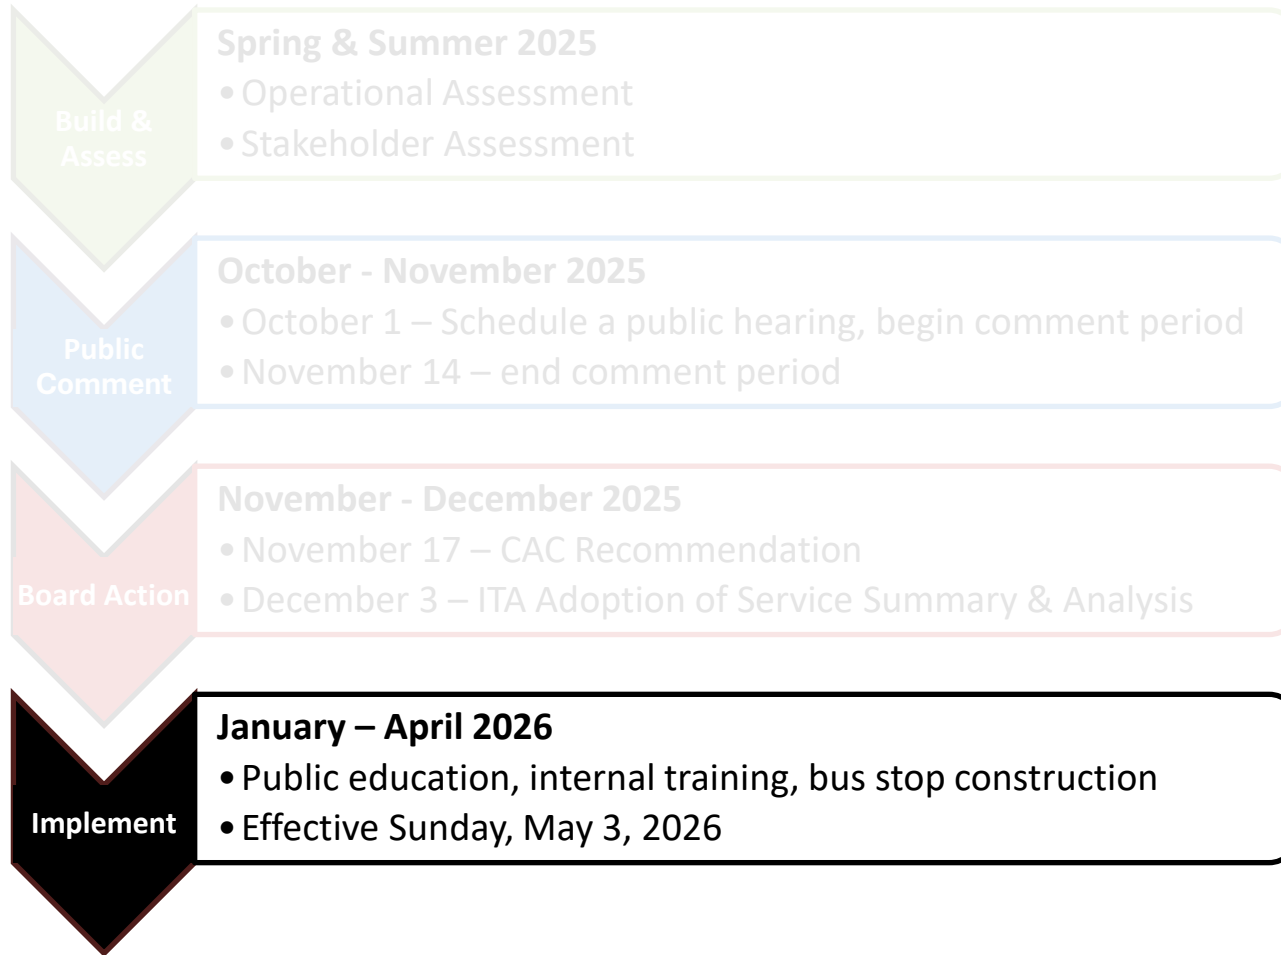 Build &
Assess
Spring & Summer 2025
• Operational Assessment
• Stakeholder Assessment
Public
Comment
October - November 2025
• October 1 – Schedule a public hearing, begin comment period
• November 14 – end comment period
Board Action
November - December 2025
• November 17 – CAC Recommendation
• December 3 – ITA Adoption of Service Summary & Analysis
Implement
January – April 2026
• Public education, internal training, bus stop construction
• Effective Sunday, May 3, 2026